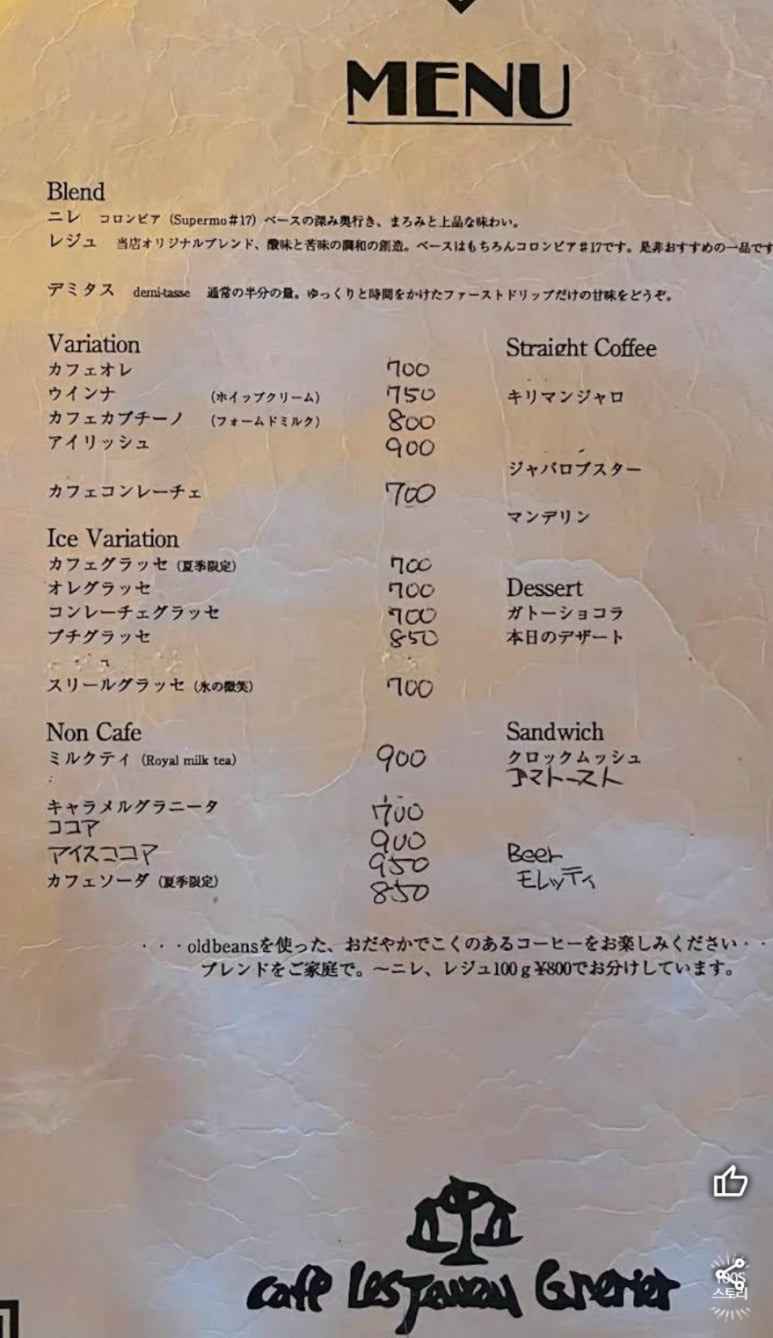 MENU
Blend
ニレ コロンビア（Supermo＃17）ベースの深み奥行き、まろみと上品な味わい。
レジュ 当店オリジナルブレンド、酸味と苦味の調和の創造。ベースはもちろんコロンビア＃17です。是非おすすめの一品です
デミタス demi-tasse 通常の半分の量。ゆっくりと時間をかけたファーストドリップだけの甘味をどうぞ。
Variation
カフェオレ 700
ウインナ （ホイップクリーム） 750
カフェカプチーノ （フォームドミルク） 800
アイリッシュ 900
カフェコンレーチェ 700
Ice Variation
カフェグラッセ（夏季限定） 700
オレグラッセ 700
コンレーチェグラッセ 900
プチグラッセ 850
スリールグラッセ（氷の微笑） 700
Non Cafe
ミルクティ（Royal milk tea） 900
キャラメルグラニータ 700
ココア 900
アイスココア 950
カフェソーダ（夏季限定） 850
Straight Coffee
キリマンジャロ
ジャバロブスター
マンデリン
Dessert
ガトーショコラ
本日のデザート
Sandwich
クロックムッシュ
アマトースト
Beer
モレッティ
・・・oldbeansを使った、おだやかでこくのあるコーヒーをお楽しみください・・
ブレンドをご家庭で。〜ニレ、レジュ100ｇ¥800でお分けしています。
café Les
스토리